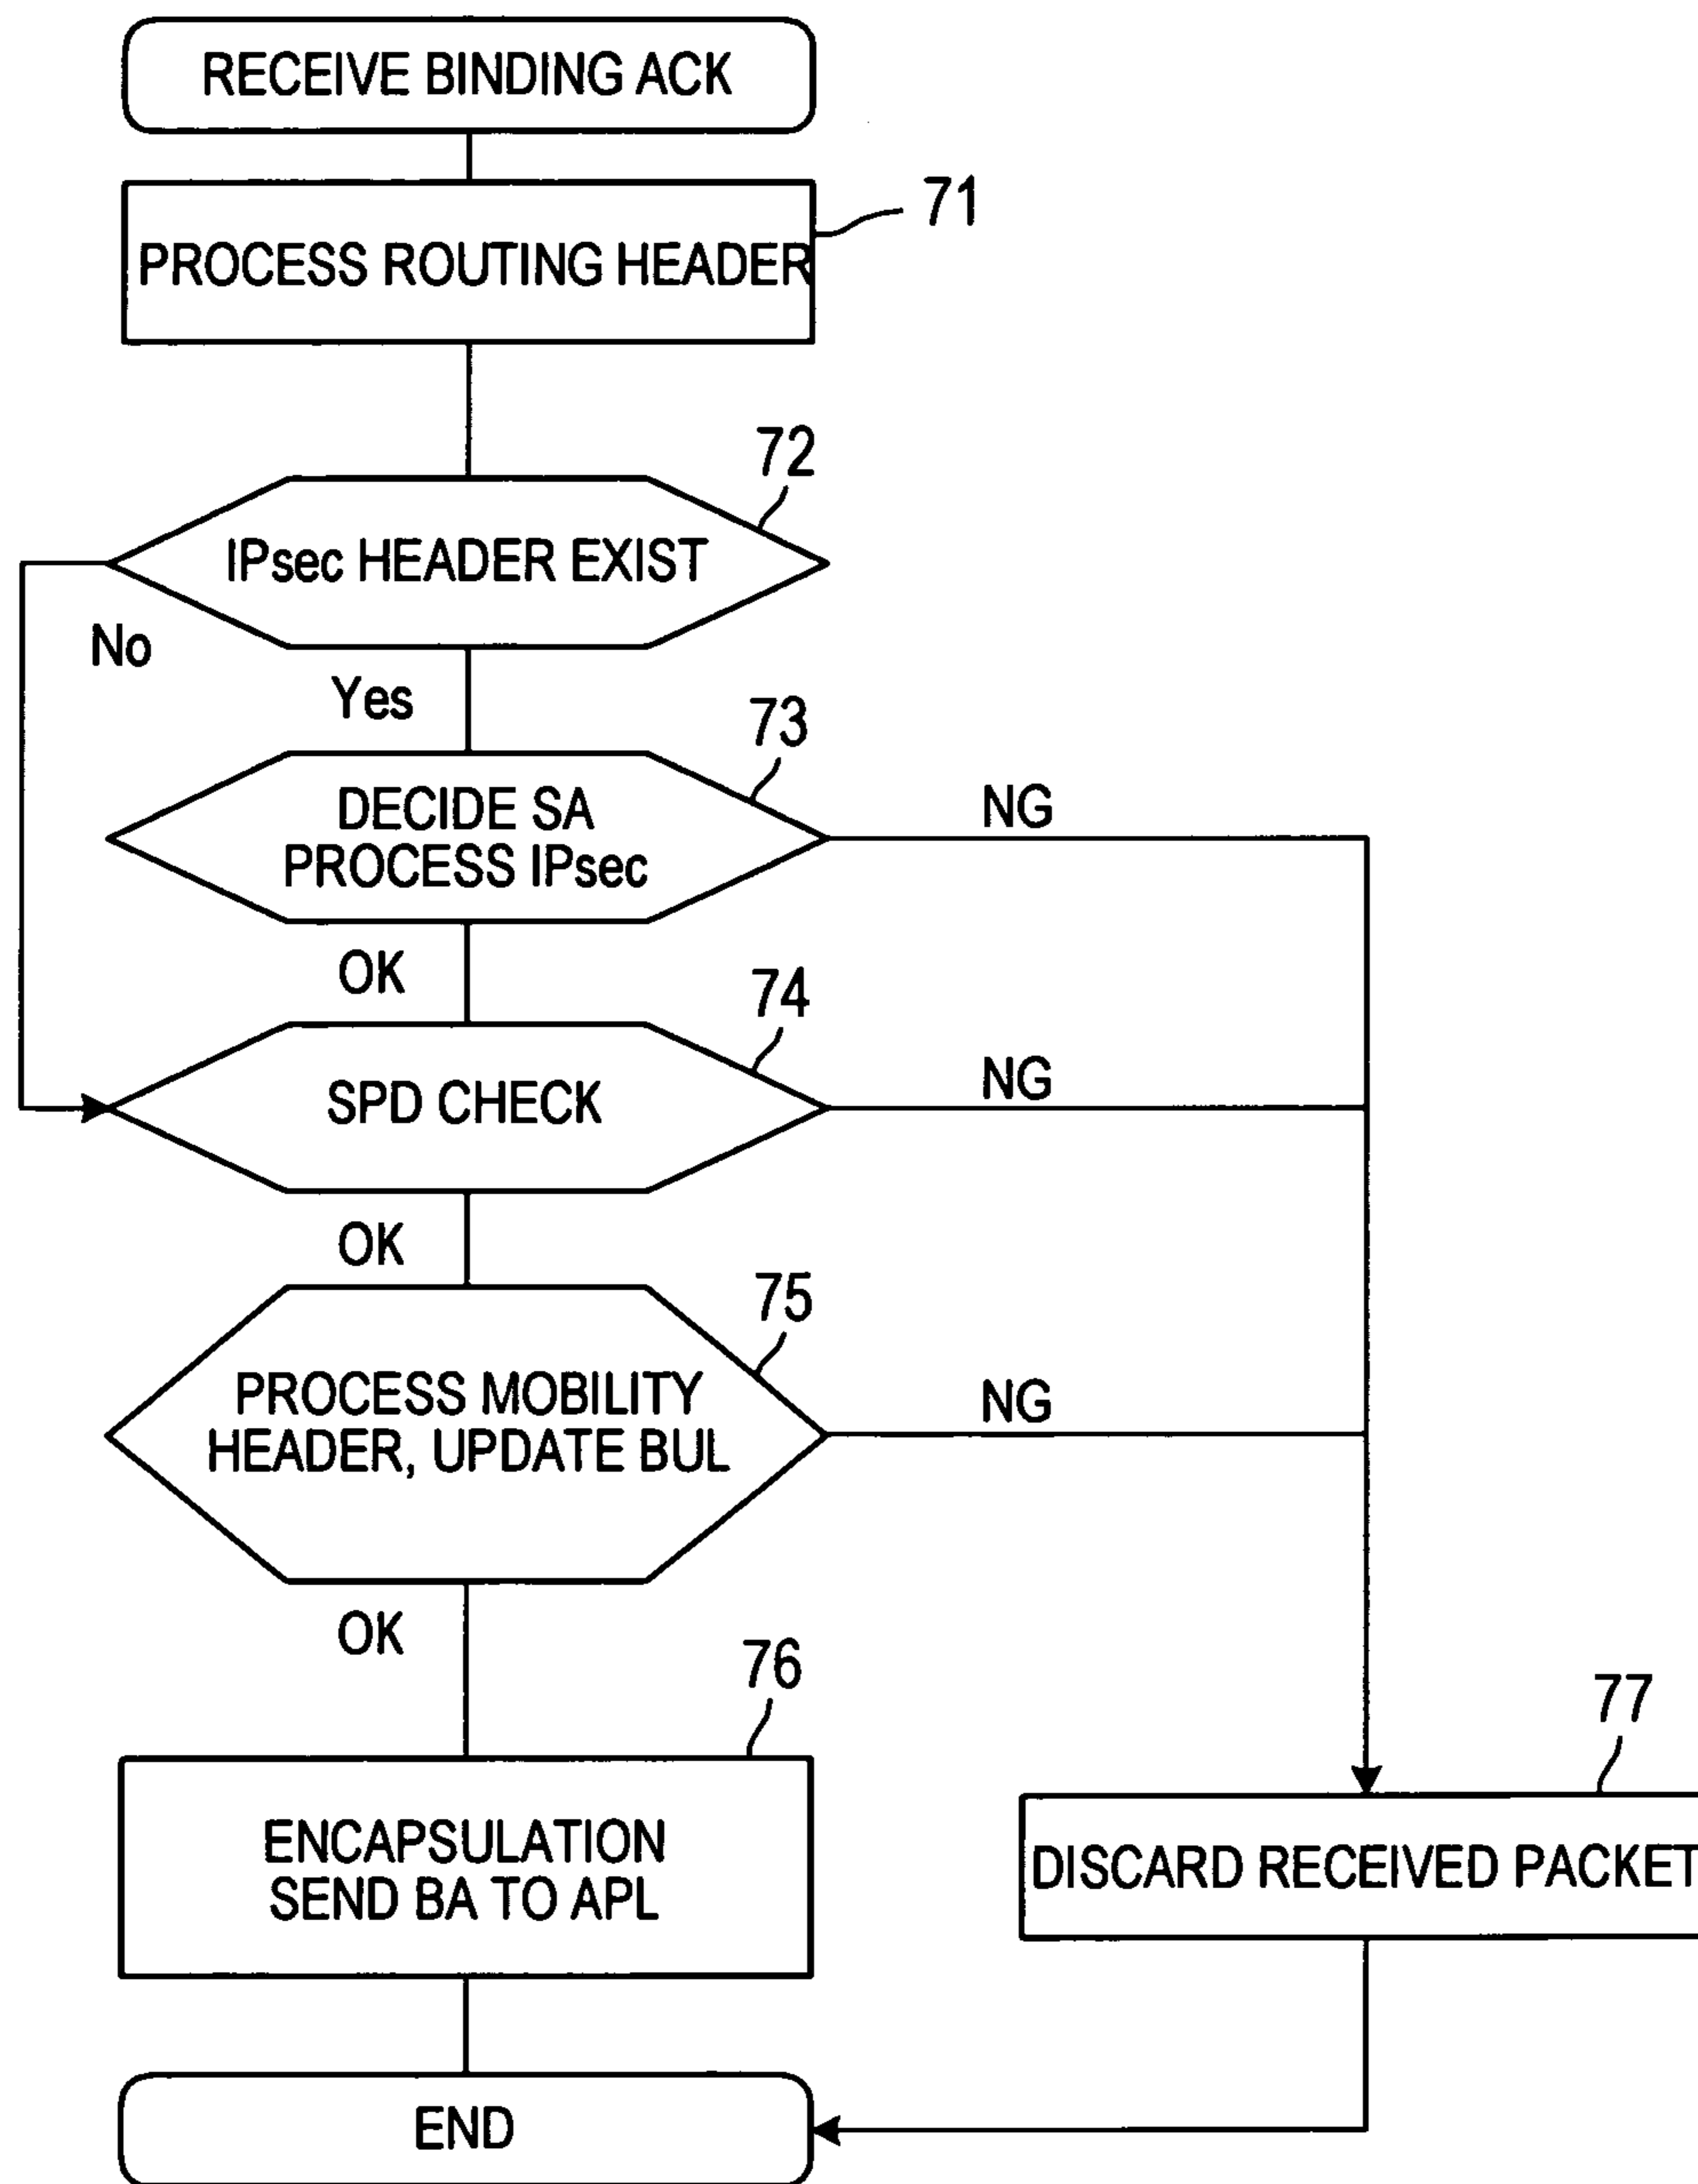 RECEIVE BINDING ACK
71
PROCESS ROUTING HEADER
72
IPsec HEADER EXIST
No
Yes
73
DECIDE SA
PROCESS IPsec
NG
OK
74
SPD CHECK
NG
OK
75
PROCESS MOBILITY
HEADER, UPDATE BUL
NG
OK
76
ENCAPSULATION
SEND BA TO APL
77
DISCARD RECEIVED PACKET
END